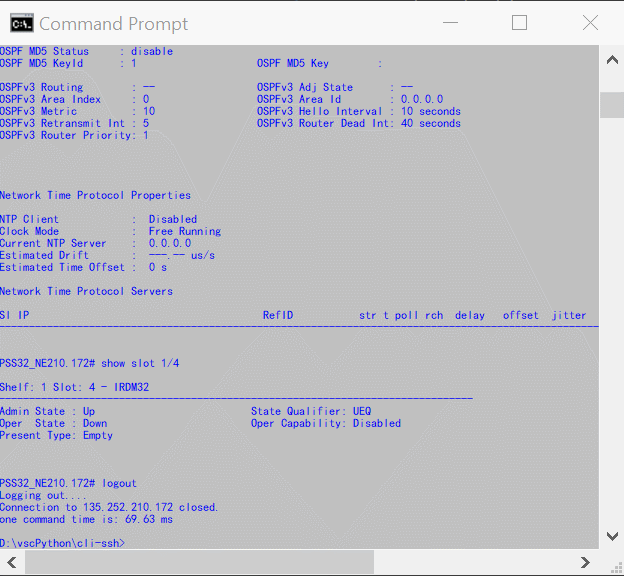 Command Prompt
OSPF MD5 Status     : disable
OSPF MD5 KeyId      : 1                    OSPF MD5 Key        :
OSPFv3 Routing        : --                 OSPFv3 Adj State      : --
OSPFv3 Area Index     : 0                  OSPFv3 Area Id        : 0.0.0.0
OSPFv3 Metric         : 10                 OSPFv3 Hello Interval : 10 seconds
OSPFv3 Retransmit Int : 5                  OSPFv3 Router Dead Int: 40 seconds
OSPFv3 Router Priority: 1
Network Time Protocol Properties
NTP Client            :  Disabled
Clock Mode            :  Free Running
Current NTP Server    :  0.0.0.0
Estimated Drift       :  ---.-- us/s
Estimated Time Offset :  0 s
Network Time Protocol Servers
Sl IP                                       RefID           str t poll rch  delay   offset  jitter
----------------------------------------------------------------------------------------------------
PSS32_NE210.172# show slot 1/4
Shelf: 1 Slot: 4 - IRDM32
-------------------------------------------------------------------------------
Admin State : Up                          State Qualifier: UEQ
Oper  State : Down                        Oper Capability: Disabled
Present Type: Empty
PSS32_NE210.172# logout
Logging out....
Connection to 135.252.210.172 closed.
one command time is: 69.63 ms
D:\vscPython\cli-ssh>